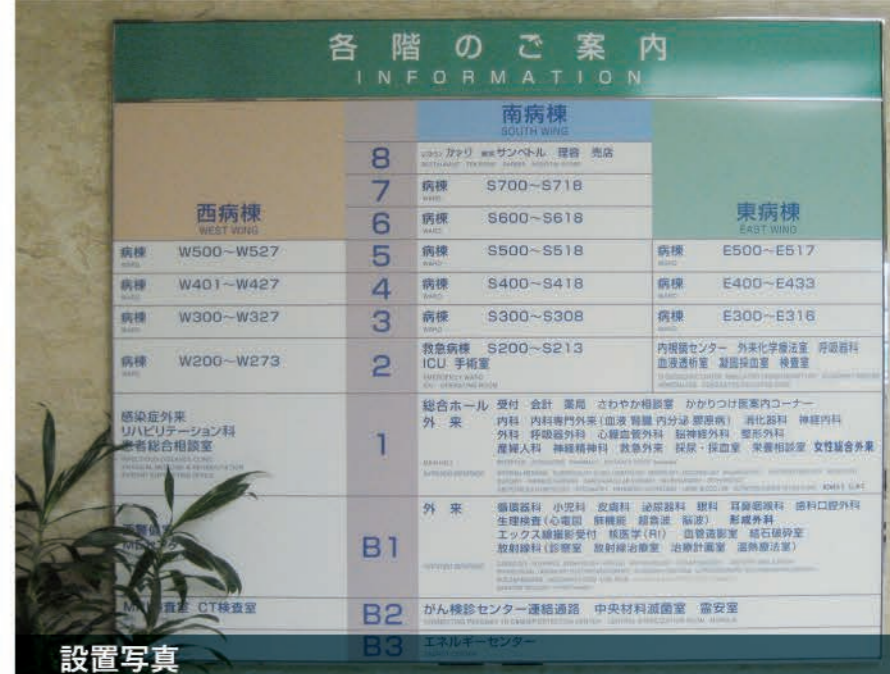 各階のご案内
INFORMATION
南病棟
SOUTH WING
西病棟
WEST WING
東病棟
EAST WING
8 サンペトル 理容 売店
7 病棟 S700~S718
6 病棟 S600~S618
病棟 W500~W527 5 病棟 S500~S518 病棟 E500~E517
病棟 W401~W427 4 病棟 S400~S418 病棟 E400~E433
病棟 W300~W327 3 病棟 S300~S308 病棟 E300~E316
病棟 W200~W273 2 救急病棟 S200~S213
ICU 手術室
内視鏡センター 外来化学療法室 呼吸器科
血液透析室 採血室 検査室
感染症外来
リハビリテーション科
患者総合相談室
1
総合ホール 受付 会計 薬局 さわやか相談室 かかりつけ医案内コーナー
外来 内科 内科専門外来(血液 腎臓 内分泌 膠原病) 消化器科 神経内科
外科 呼吸器外科 心臓血管外科 脳神経外科 整形外科
産婦人科 神経精神科 救急外来 採尿・採血室 栄養相談室 女性総合外来
B1
外来 循環器科 小児科 皮膚科 泌尿器科 眼科 耳鼻咽喉科 歯科口腔外科
生理検査(心電図 肺機能 超音波 脳波) 形成外科
エックス線撮影受付 核医学(RI) 血管造影室 結石破砕室
放射線科(診察室 放射線治療室 治療計画室 温熱療法室)
CT検査室
B2 がん検診センター連絡通路 中央材料滅菌室 霊安室
B3 エネルギーセンター
設置写真